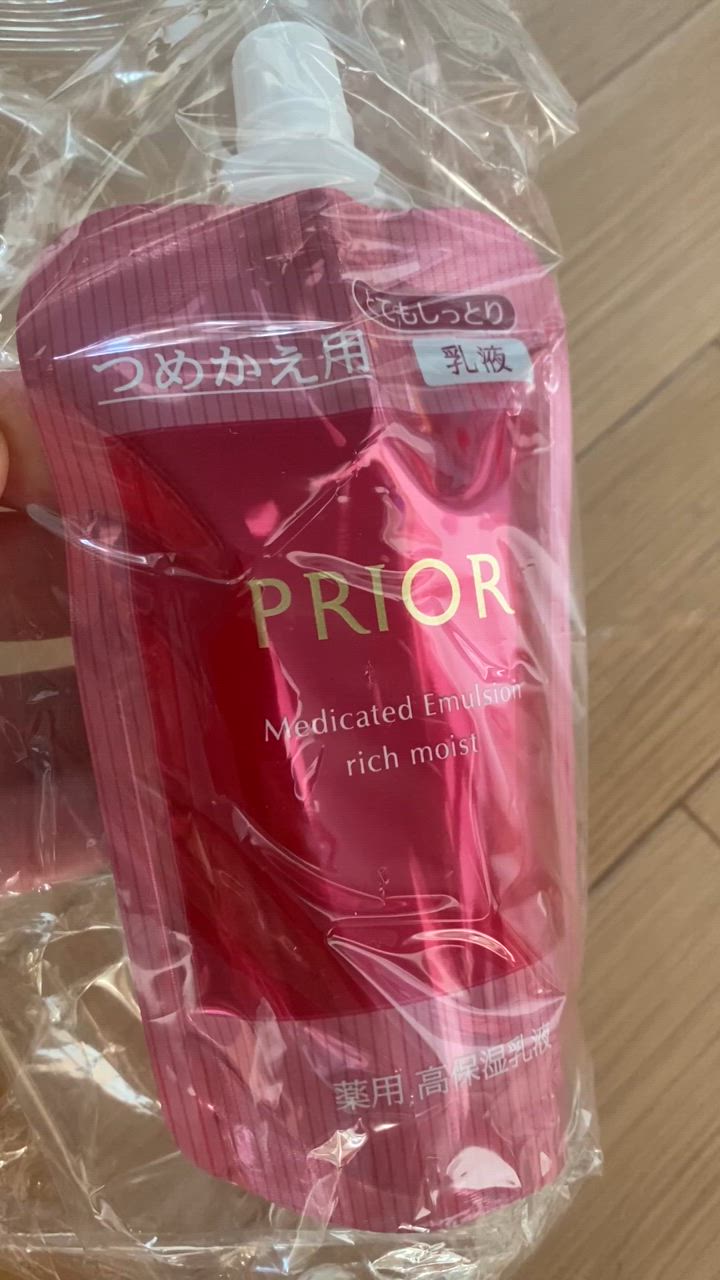 とてもしっとり
つめかえ用
乳液
PRIOR
Medicated Emulsion
rich moist
薬用 高保湿乳液